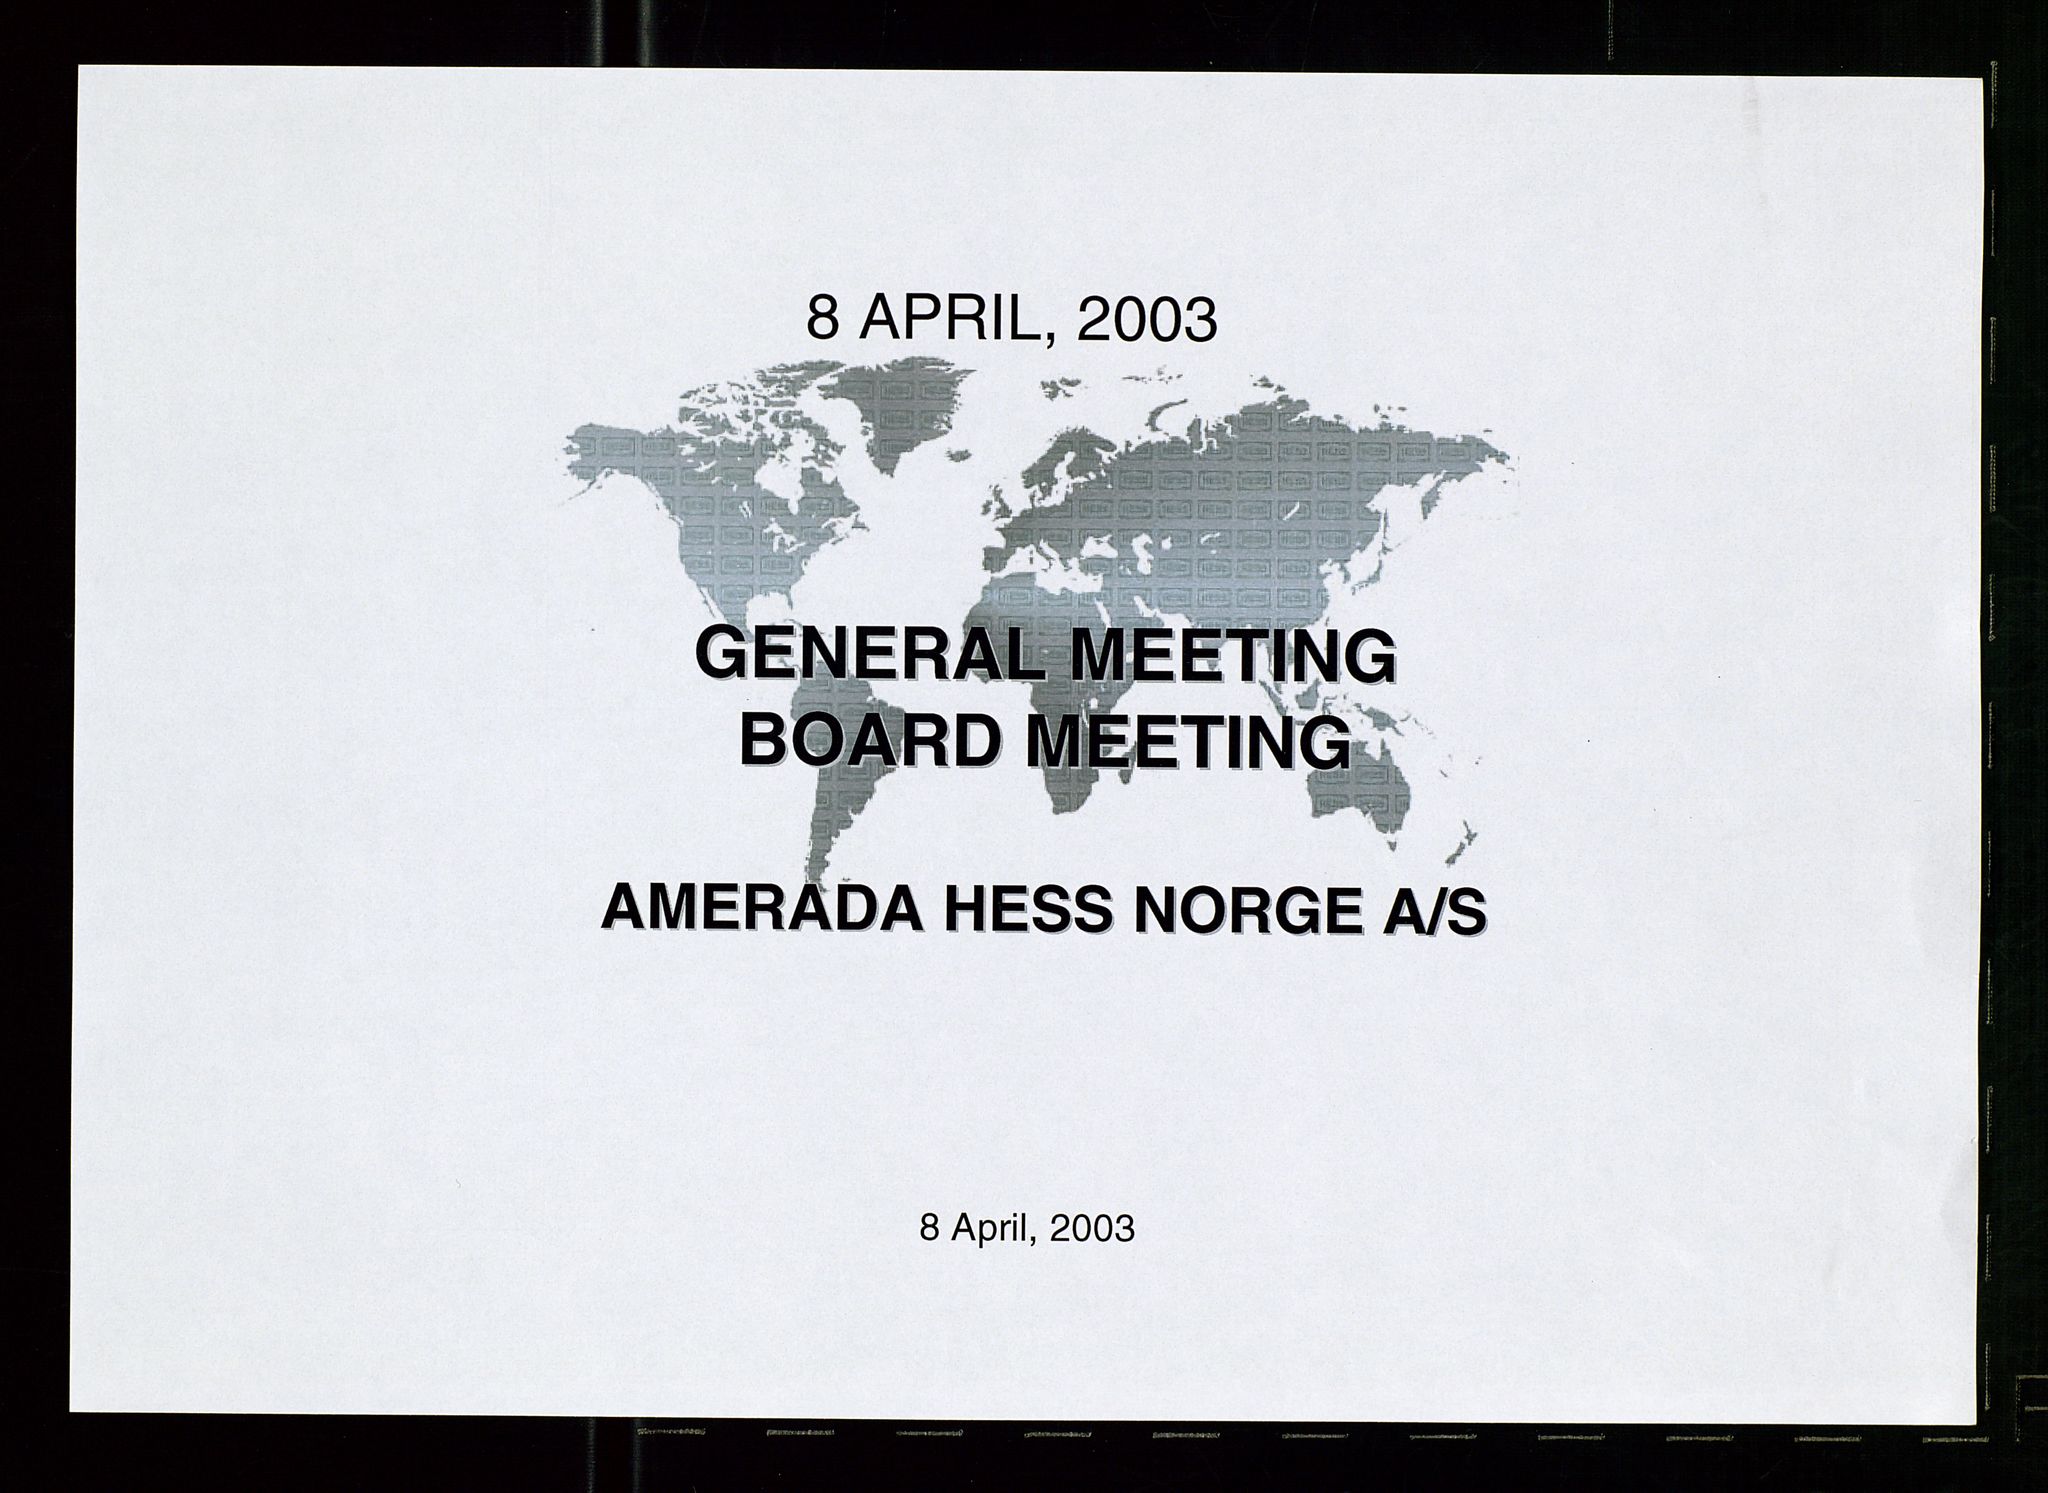 8 APRIL, 2003
GENERAL MEETING
BOARD MEETING
AMERADA HESS NORGE A/S
8 April, 2003